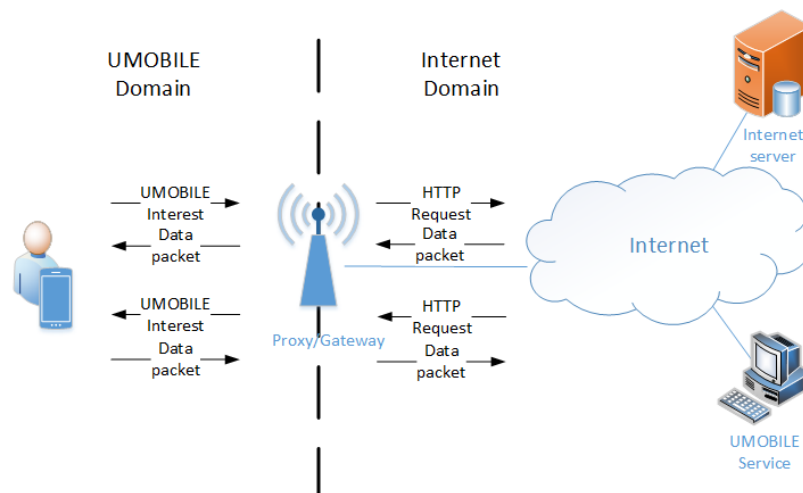 UMOBILE
Domain
Internet
Domain
Internet
server
UMOBILE
Interest
Data
packet
HTTP
Request
Data
packet
Internet
UMOBILE
Interest
Data
packet
HTTP
Request
Data
packet
Proxy/Gateway
UMOBILE
Service